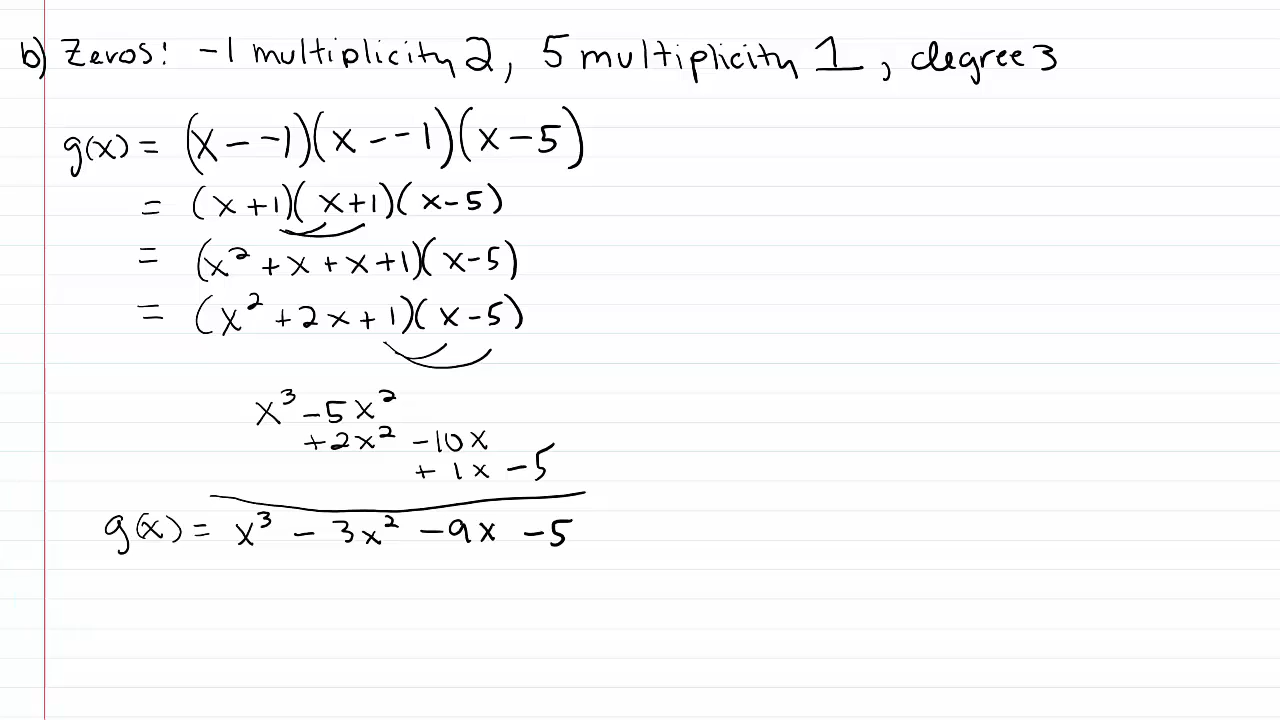 b) Zeros: -1 multiplicity 2, 5 multiplicity 1, degree 3
g(x) = (x - -1)(x - -1)(x - 5)
= (x + 1)(x + 1)(x - 5)
= (x² + x + x + 1)(x - 5)
= (x² + 2x + 1)(x - 5)
x³ - 5x²
+ 2x² - 10x
+ 1x - 5
g(x) = x³ - 3x² - 9x - 5